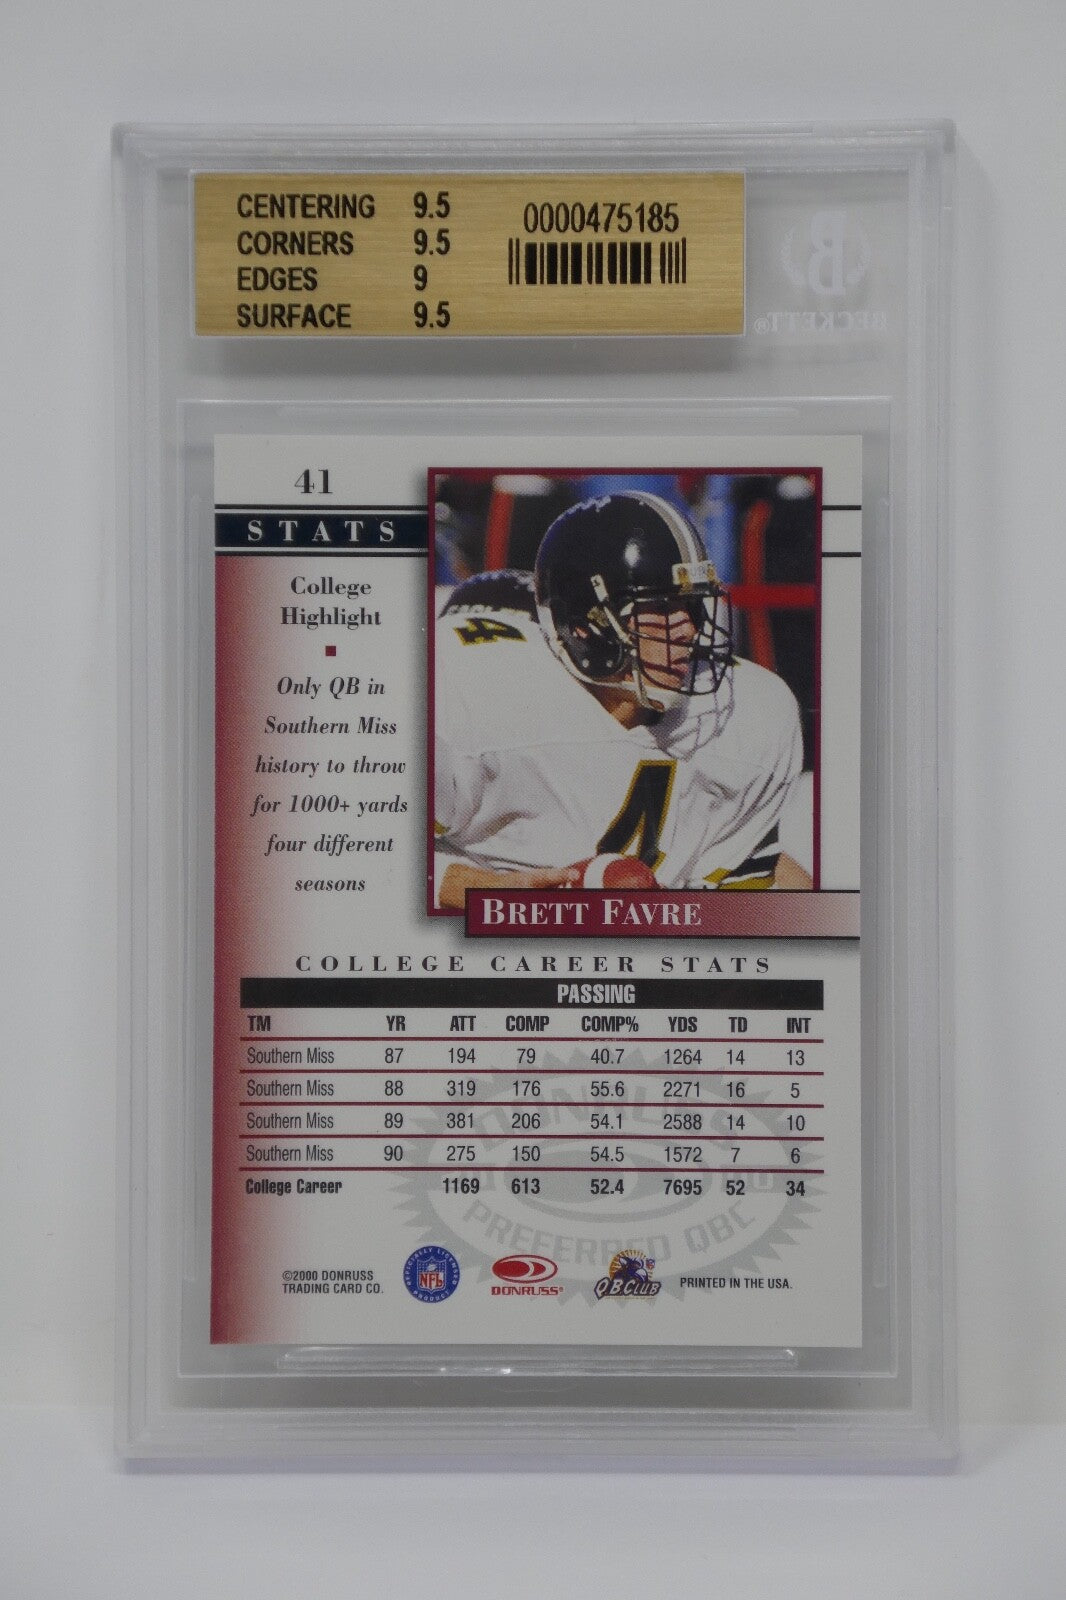 CENTERING 9.5
CORNERS 9.5
EDGES 9
SURFACE 9.5
0000475185
BECKETT®
41
STATS
College
Highlight
Only QB in
Southern Miss
history to throw
for 1000+ yards
four different
seasons
4
BRETT FAVRE
COLLEGE CAREER STATS
PASSING
TM YR ATT COMP COMP% YDS TD INT
Southern Miss 87 194 79 40.7 1264 14 13
Southern Miss 88 319 176 55.6 2271 16 5
Southern Miss 89 381 206 54.1 2588 14 10
Southern Miss 90 275 150 54.5 1572 7 6
College Career 1169 613 52.4 7695 52 34
DONRUSS
PREFERRED QBC
©2000 DONRUSS
TRADING CARD CO.
OFFICIALLY LICENSED
NFL
PRODUCT
DONRUSS®
QB CLUB
PRINTED IN THE USA.